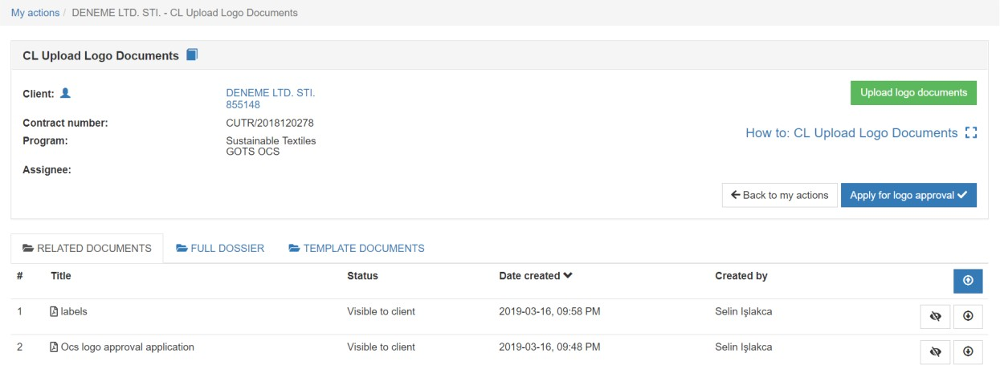 My actions / DENEME LTD. STI. - CL Upload Logo Documents
CL Upload Logo Documents
Client: DENEME LTD. STI.
855148
Upload logo documents
Contract number: CUTR/2018120278
How to: CL Upload Logo Documents
Program: Sustainable Textiles
GOTS OCS
Assignee:
Back to my actions Apply for logo approval
RELATED DOCUMENTS FULL DOSSIER TEMPLATE DOCUMENTS
# Title Status Date created Created by
1 labels Visible to client 2019-03-16, 09:58 PM Selin Işlakca
2 Ocs logo approval application Visible to client 2019-03-16, 09:48 PM Selin Işlakca